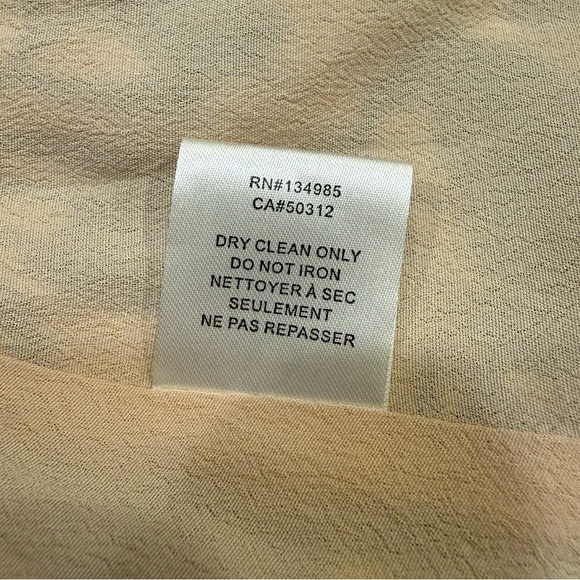 RN#134985
CA#50312
DRY CLEAN ONLY
DO NOT IRON
NETTOYER À SEC
SEULEMENT
NE PAS REPASSER